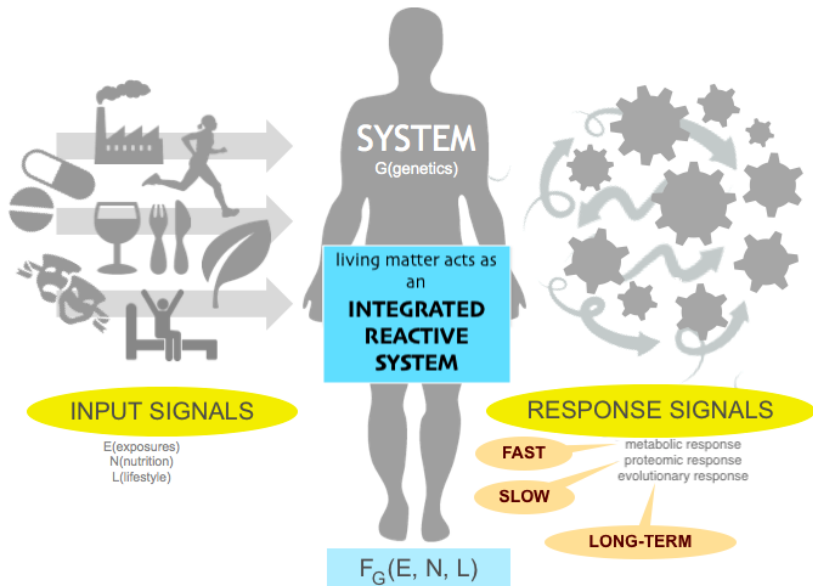 SYSTEM
G(genetics)
living matter acts as
an
INTEGRATED
REACTIVE
SYSTEM
INPUT SIGNALS
E(exposures)
N(nutrition)
L(lifestyle)
RESPONSE SIGNALS
FAST
metabolic response
proteomic response
evolutionary response
SLOW
LONG-TERM
F_G(E, N, L)